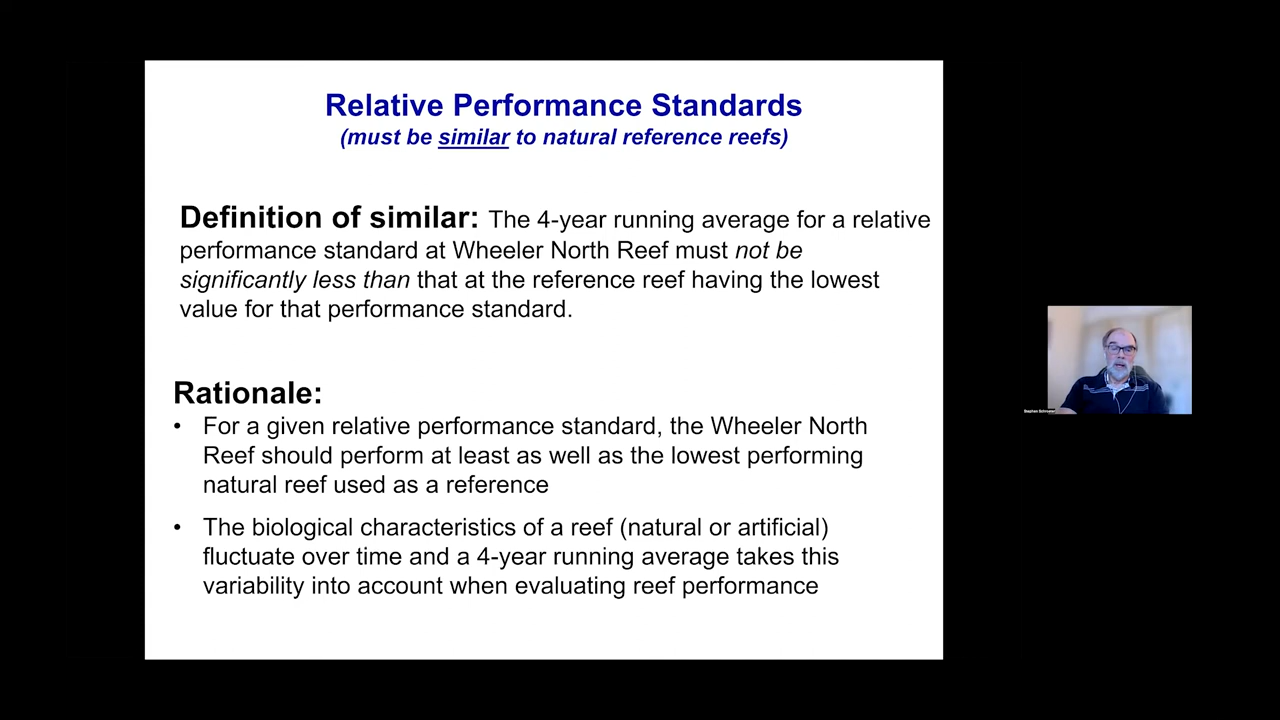 Relative Performance Standards
(must be similar to natural reference reefs)
Definition of similar: The 4-year running average for a relative
performance standard at Wheeler North Reef must not be
significantly less than that at the reference reef having the lowest
value for that performance standard.
Rationale:
• For a given relative performance standard, the Wheeler North
Reef should perform at least as well as the lowest performing
natural reef used as a reference
• The biological characteristics of a reef (natural or artificial)
fluctuate over time and a 4-year running average takes this
variability into account when evaluating reef performance
Stephen Schroeter